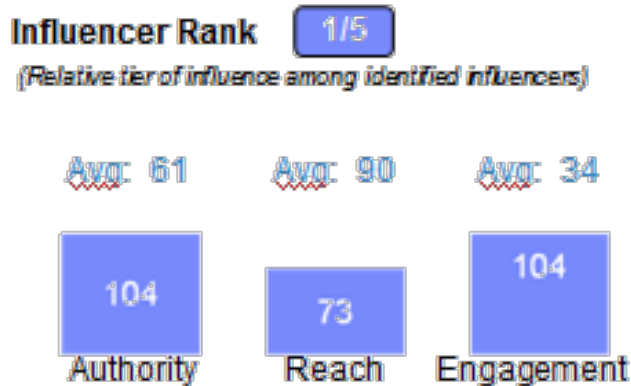 Influencer Rank 1/5
(Relative tier of influence among identified influencers)
Avg: 61 Avg: 90 Avg: 34
104 73 104
Authority Reach Engagement